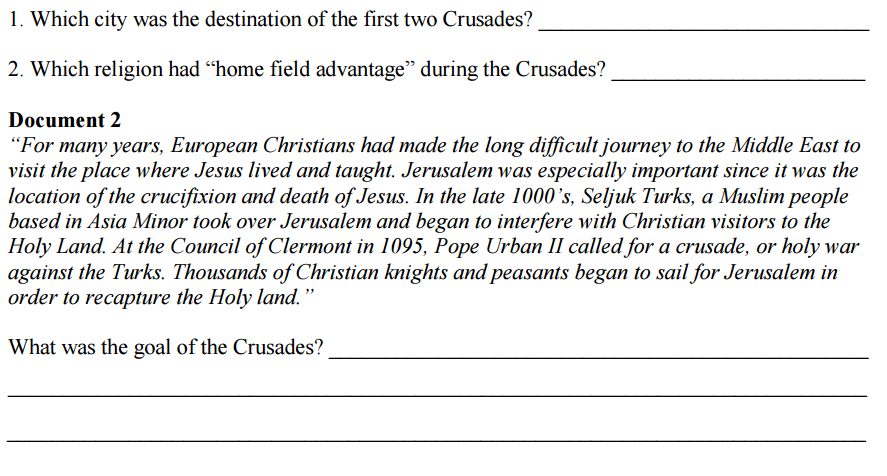 1. Which city was the destination of the first two Crusades? ______________________________
2. Which religion had “home field advantage” during the Crusades? _______________________
Document 2
“For many years, European Christians had made the long difficult journey to the Middle East to
visit the place where Jesus lived and taught. Jerusalem was especially important since it was the
location of the crucifixion and death of Jesus. In the late 1000’s, Seljuk Turks, a Muslim people
based in Asia Minor took over Jerusalem and began to interfere with Christian visitors to the
Holy Land. At the Council of Clermont in 1095, Pope Urban II called for a crusade, or holy war
against the Turks. Thousands of Christian knights and peasants began to sail for Jerusalem in
order to recapture the Holy land.”
What was the goal of the Crusades? _________________________________________________